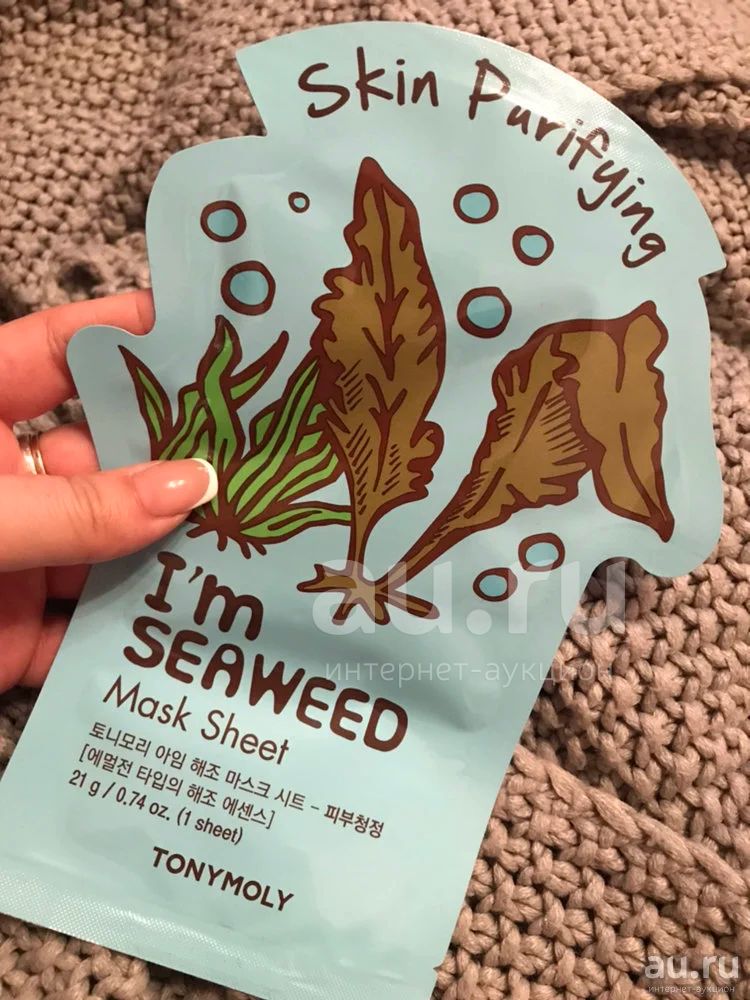 Skin Purifying
I'm
SEAWEED
Mask Sheet
토니모리 아임 해조 마스크 시트 - 피부청정
[에멀전 타입의 해조 에센스]
21 g / 0.74 oz. (1 sheet)
TONYMOLY
au.ru
интернет-аукцион
au.ru
интернет-аукцион